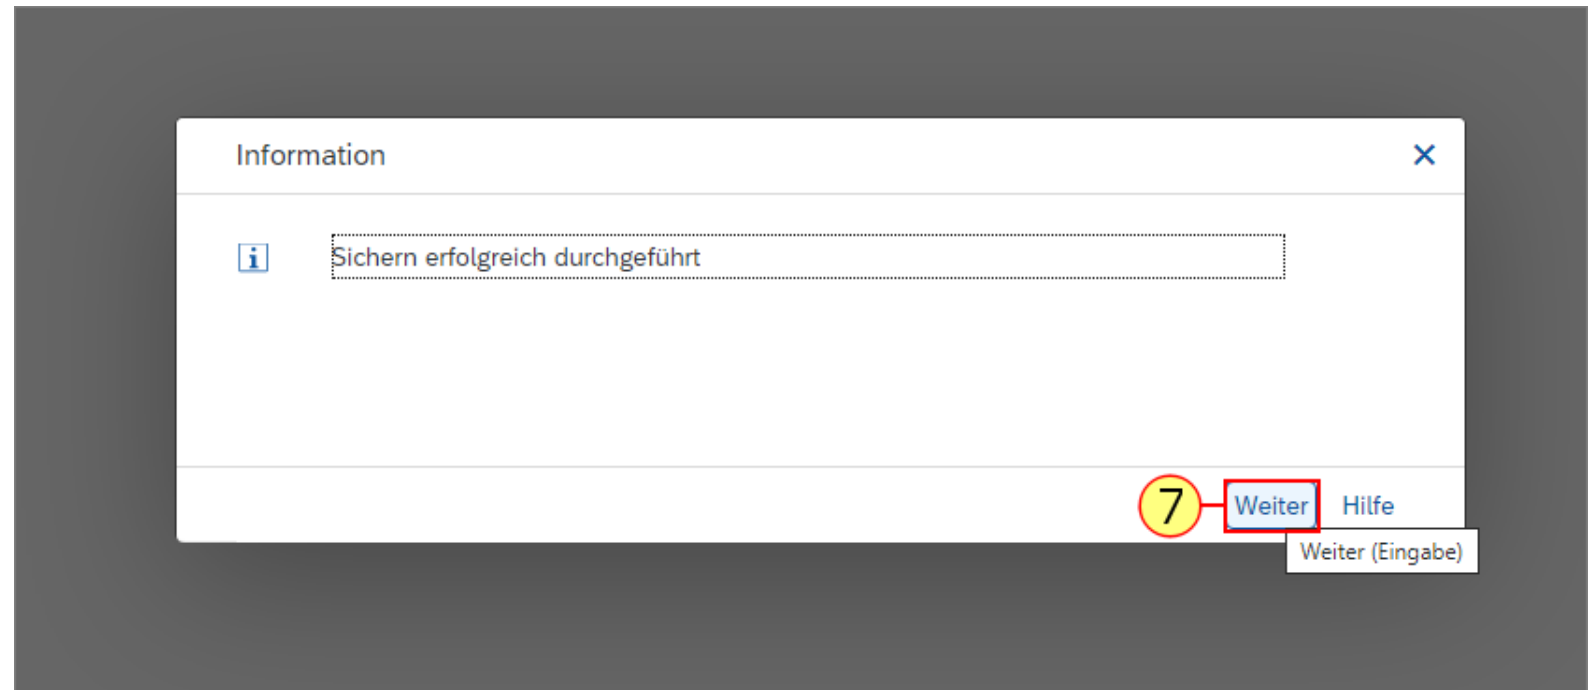 Information
Sichern erfolgreich durchgeführt
7 Weiter Hilfe
Weiter (Eingabe)